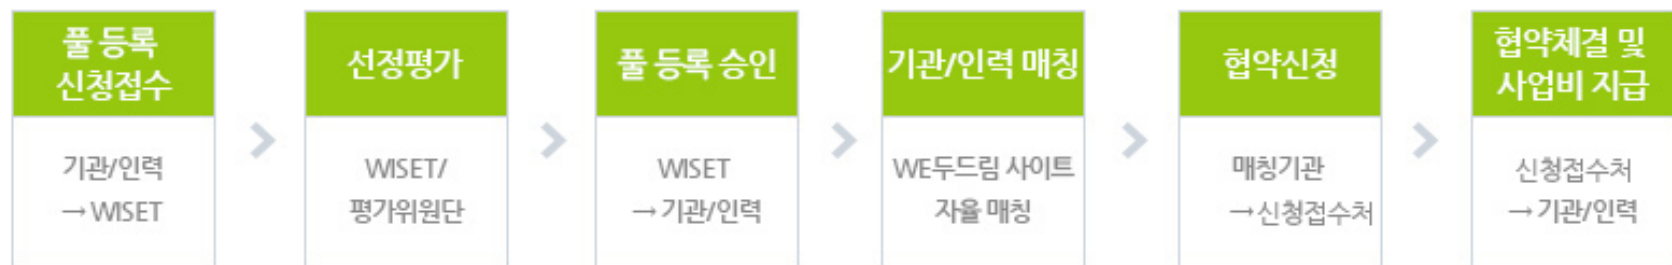 풀 등록
신청접수
기관/인력
→ WISET
선정평가
WISET/
평가위원단
풀 등록 승인
WISET
→ 기관/인력
기관/인력 매칭
WE두드림 사이트
자율 매칭
협약신청
매칭기관
→신청접수처
협약체결 및
사업비 지급
신청접수처
→ 기관/인력